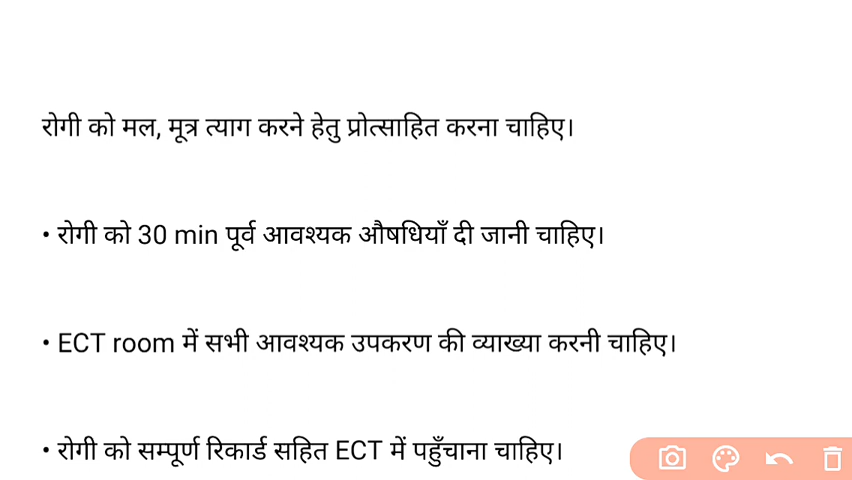 रोगी को मल, मूत्र त्याग करने हेतु प्रोत्साहित करना चाहिए।
• रोगी को 30 min पूर्व आवश्यक औषधियाँ दी जानी चाहिए।
• ECT room में सभी आवश्यक उपकरण की व्याख्या करनी चाहिए।
• रोगी को सम्पूर्ण रिकार्ड सहित ECT में पहुँचाना चाहिए।